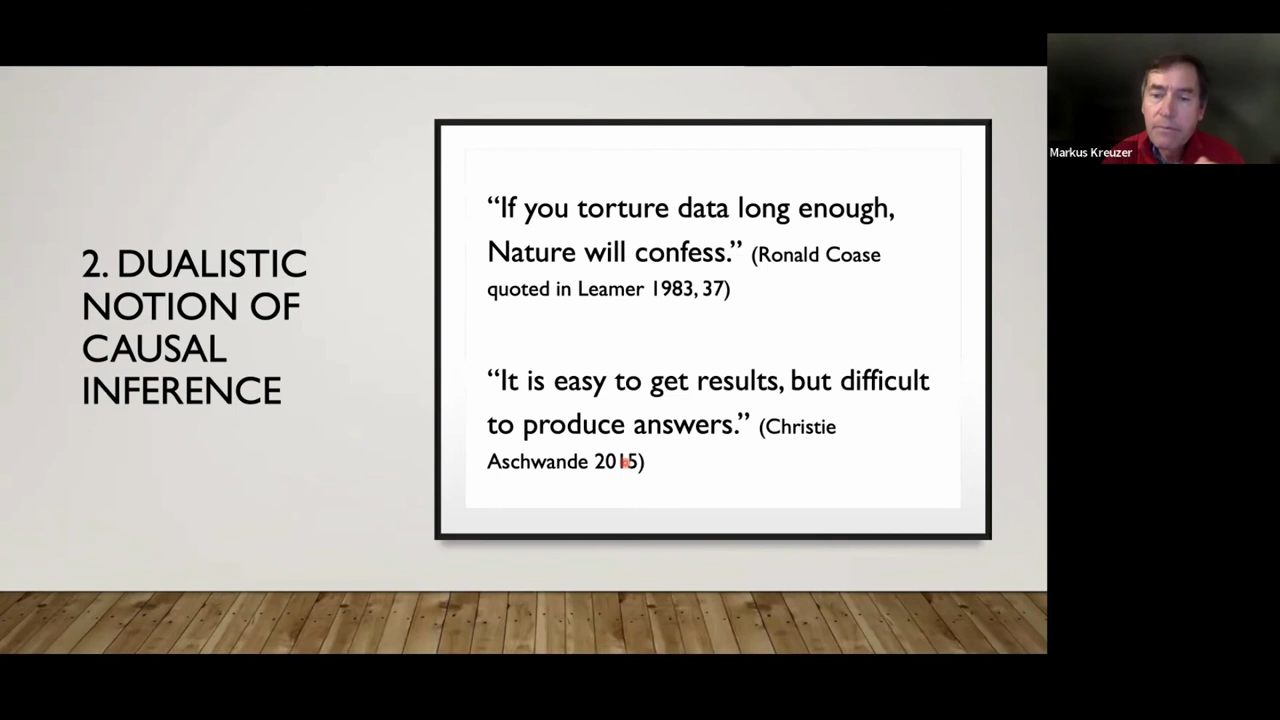 2. DUALISTIC
NOTION OF
CAUSAL
INFERENCE
“If you torture data long enough,
Nature will confess.” (Ronald Coase
quoted in Leamer 1983, 37)
“It is easy to get results, but difficult
to produce answers.” (Christie
Aschwande 2015)
Markus Kreuzer